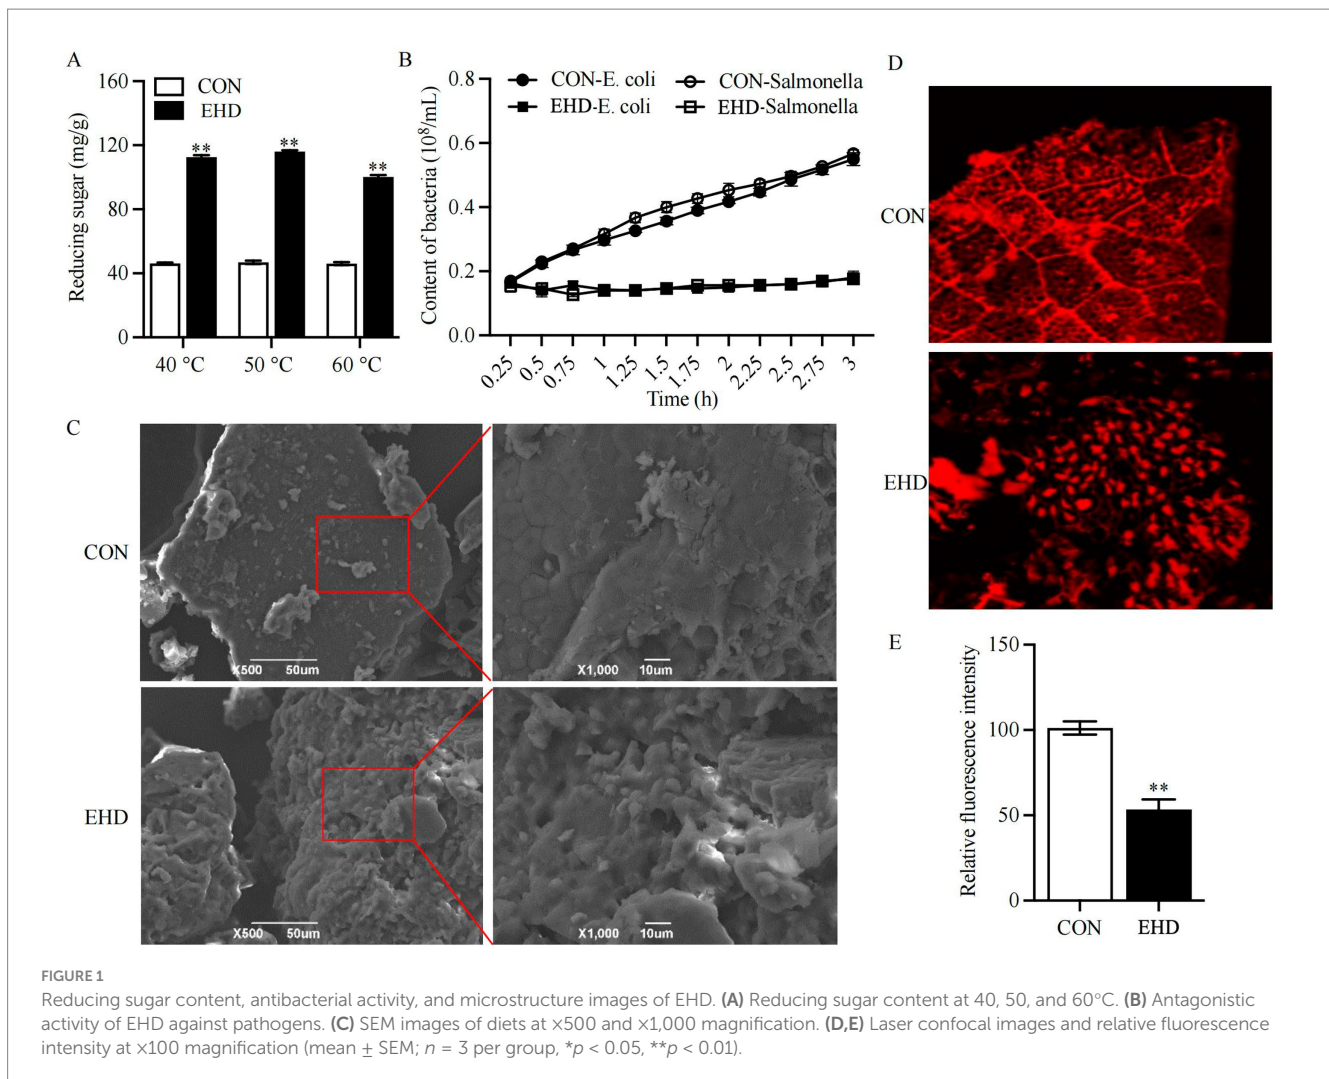 A
Reducing sugar (mg/g)
160
120
80
40
0
CON
EHD
**
**
**
40 °C 50 °C 60 °C
B
Content of bacteria (10⁸/mL)
0.8
0.6
0.4
0.2
0.0
CON-E. coli CON-Salmonella
EHD-E. coli EHD-Salmonella
0.25 0.5 0.75 1 1.25 1.5 1.75 2 2.25 2.5 2.75 3
Time (h)
C
CON
X500 50um
X1,000 10um
EHD
X500 50um
X1,000 10um
D
CON
EHD
E
Relative fluorescence intensity
150
100
50
0
**
CON EHD
FIGURE 1
Reducing sugar content, antibacterial activity, and microstructure images of EHD. (A) Reducing sugar content at 40, 50, and 60°C. (B) Antagonistic
activity of EHD against pathogens. (C) SEM images of diets at ×500 and ×1,000 magnification. (D,E) Laser confocal images and relative fluorescence
intensity at ×100 magnification (mean ± SEM; n = 3 per group, *p < 0.05, **p < 0.01).